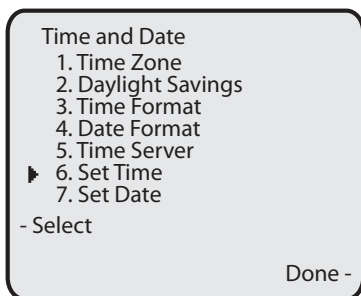 Time and Date
1. Time Zone
2. Daylight Savings
3. Time Format
4. Date Format
5. Time Server
6. Set Time
7. Set Date
- Select
Done -